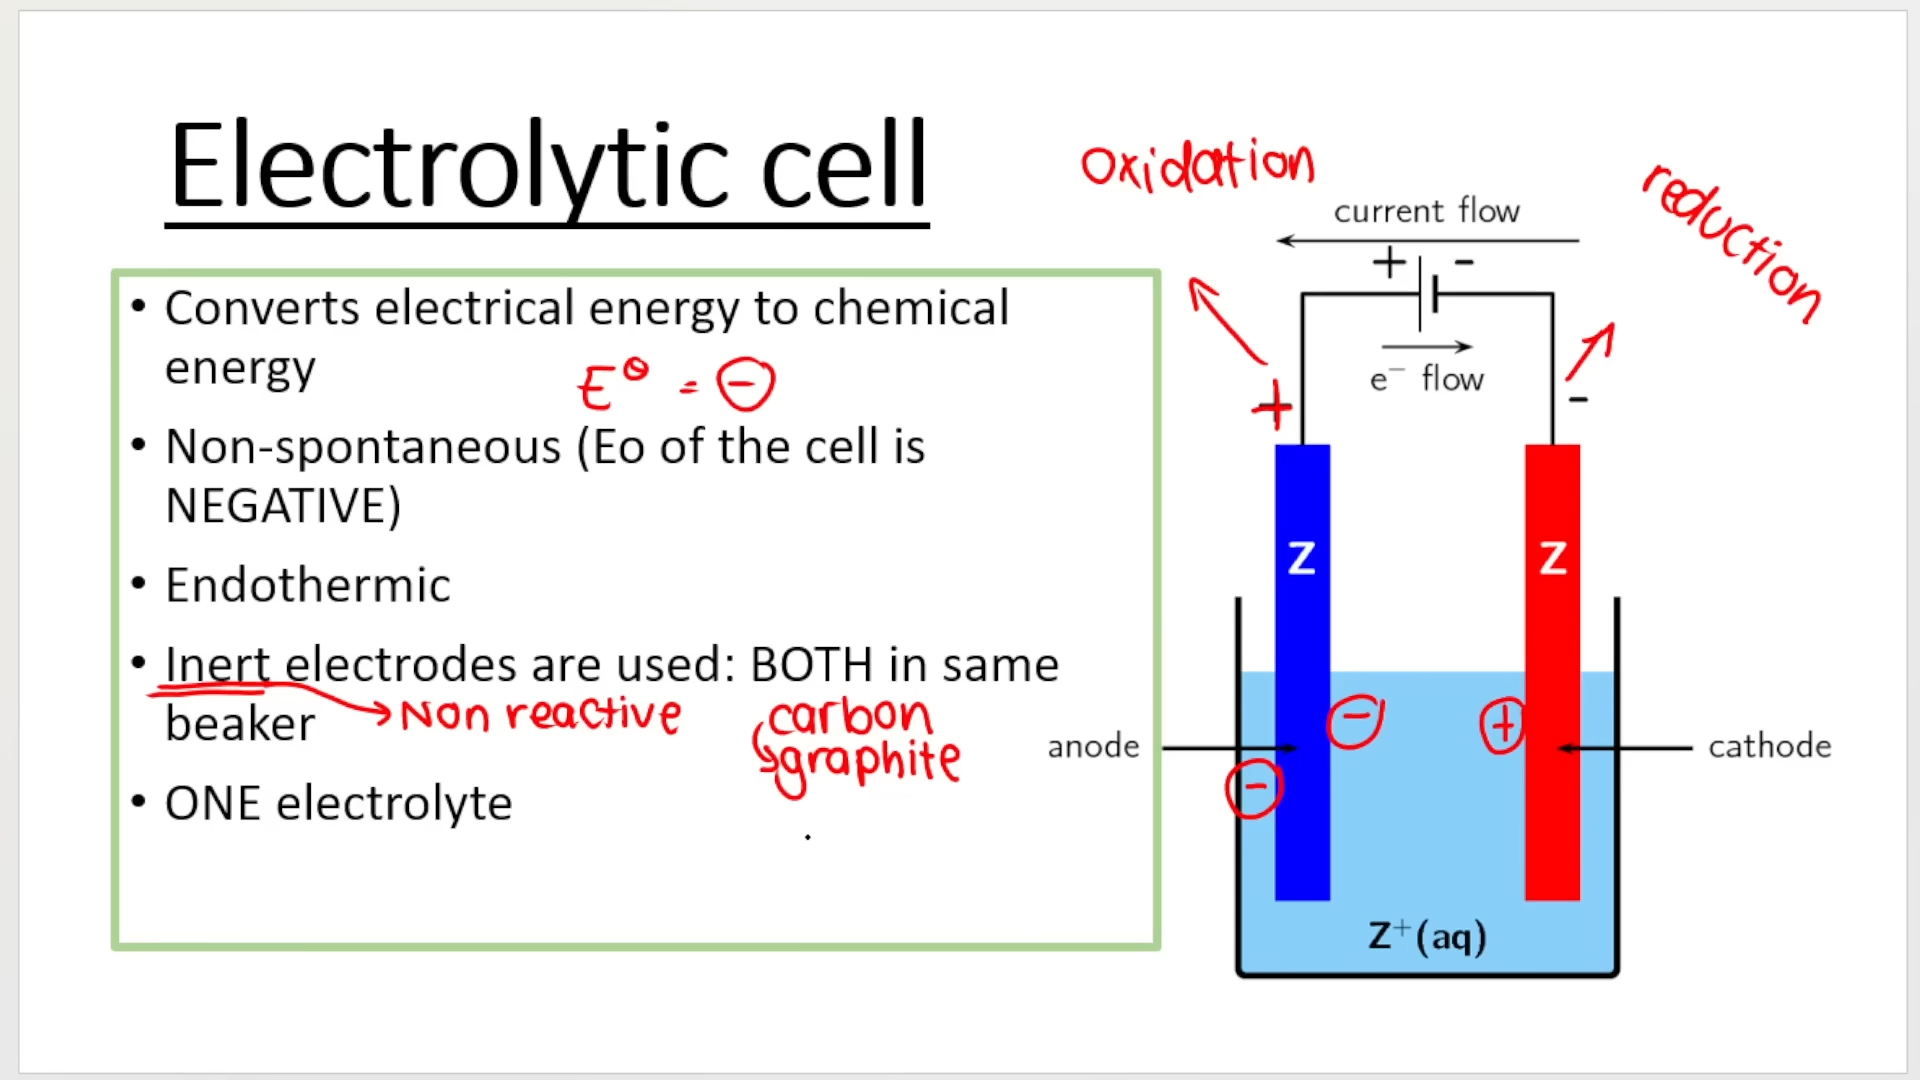 Electrolytic cell
• Converts electrical energy to chemical
energy
E⊖ = ⊖
• Non-spontaneous (Eo of the cell is
NEGATIVE)
• Endothermic
• Inert electrodes are used: BOTH in same
beaker
Non reactive
carbon
graphite
• ONE electrolyte
oxidation
reduction
current flow
+ -
e⁻ flow
+
-
Z
Z
-
+
anode
cathode
-
Z⁺(aq)